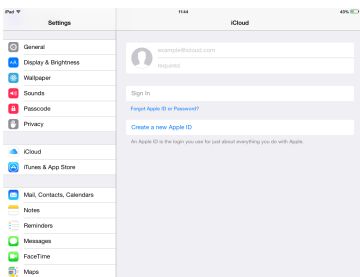 iPad
11:44
43%
Settings
iCloud
General
Display & Brightness
Wallpaper
Sounds
Passcode
Privacy
iCloud
iTunes & App Store
Mail, Contacts, Calendars
Notes
Reminders
Messages
FaceTime
Maps
example@icloud.com
required
Sign In
Forgot Apple ID or Password?
Create a new Apple ID
An Apple ID is the login you use for just about everything you do with Apple.